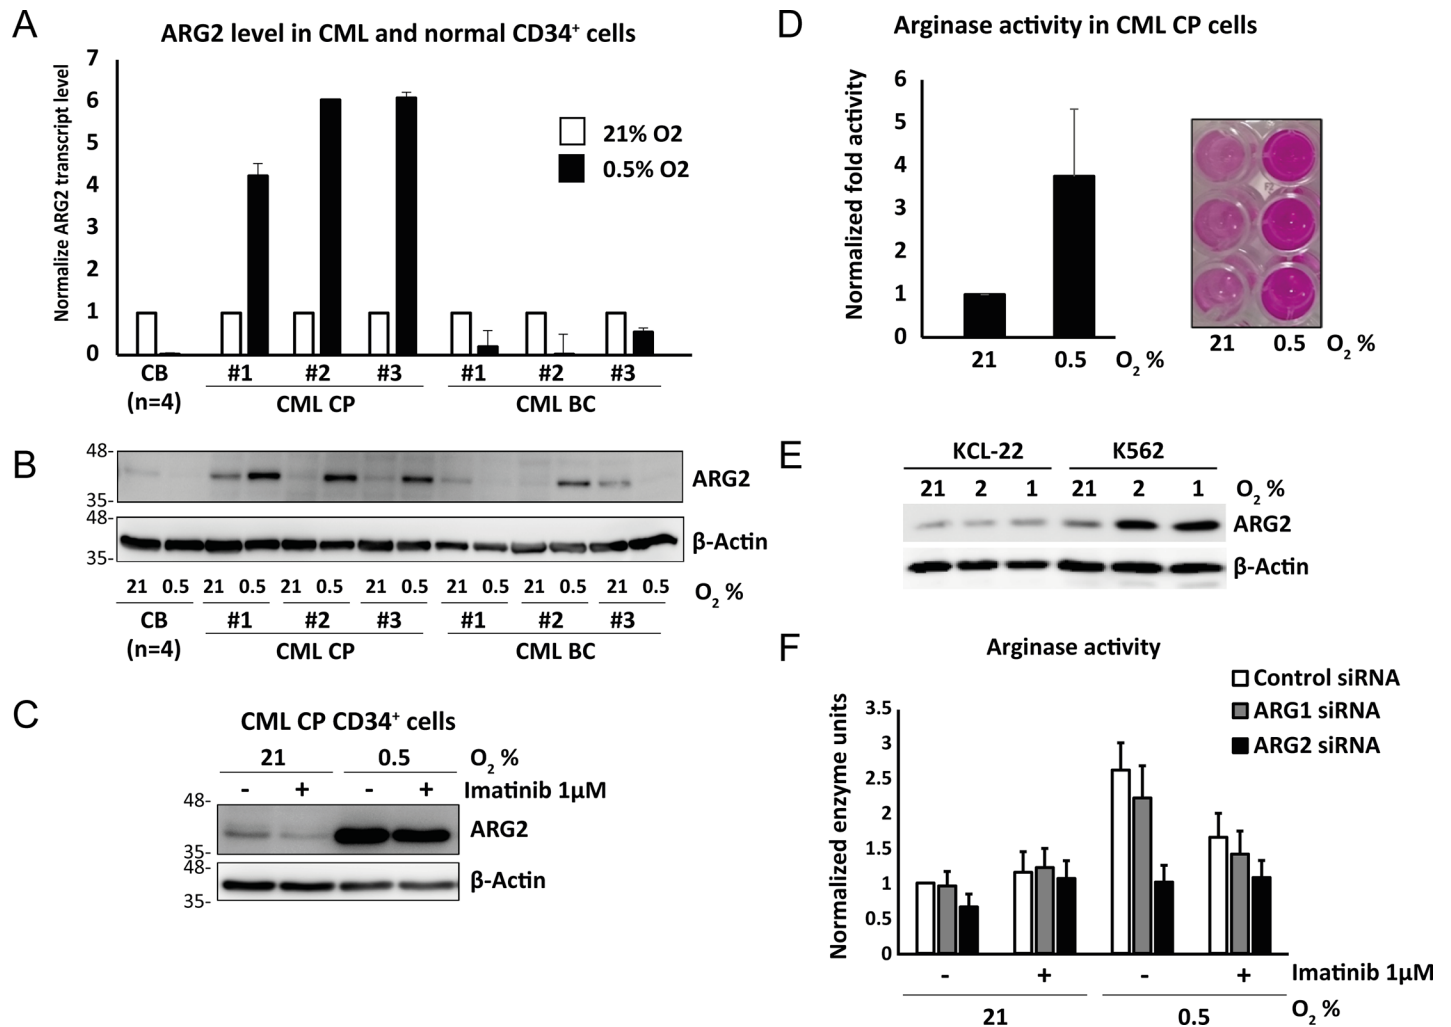 A
ARG2 level in CML and normal CD34+ cells
Normalize ARG2 transcript level
7
6
5
4
3
2
1
0
21% O2
0.5% O2
CB #1 #2 #3 #1 #2 #3
(n=4) CML CP CML BC
B
48-
35-
ARG2
48-
35-
β-Actin
21 0.5 21 0.5 21 0.5 21 0.5 21 0.5 21 0.5 21 0.5 O2 %
CB #1 #2 #3 #1 #2 #3
(n=4) CML CP CML BC
C
CML CP CD34+ cells
21 0.5 O2 %
- + - + Imatinib 1µM
48-
35-
ARG2
48-
35-
β-Actin
D
Arginase activity in CML CP cells
Normalized fold activity
6
5
4
3
2
1
0
21 0.5 O2 %
F2
21 0.5 O2 %
E
KCL-22 K562
21 2 1 21 2 1 O2 %
ARG2
β-Actin
F
Arginase activity
Control siRNA
ARG1 siRNA
ARG2 siRNA
Normalized enzyme units
3.5
3
2.5
2
1.5
1
0.5
0
- + - + Imatinib 1µM
21 0.5 O2 %